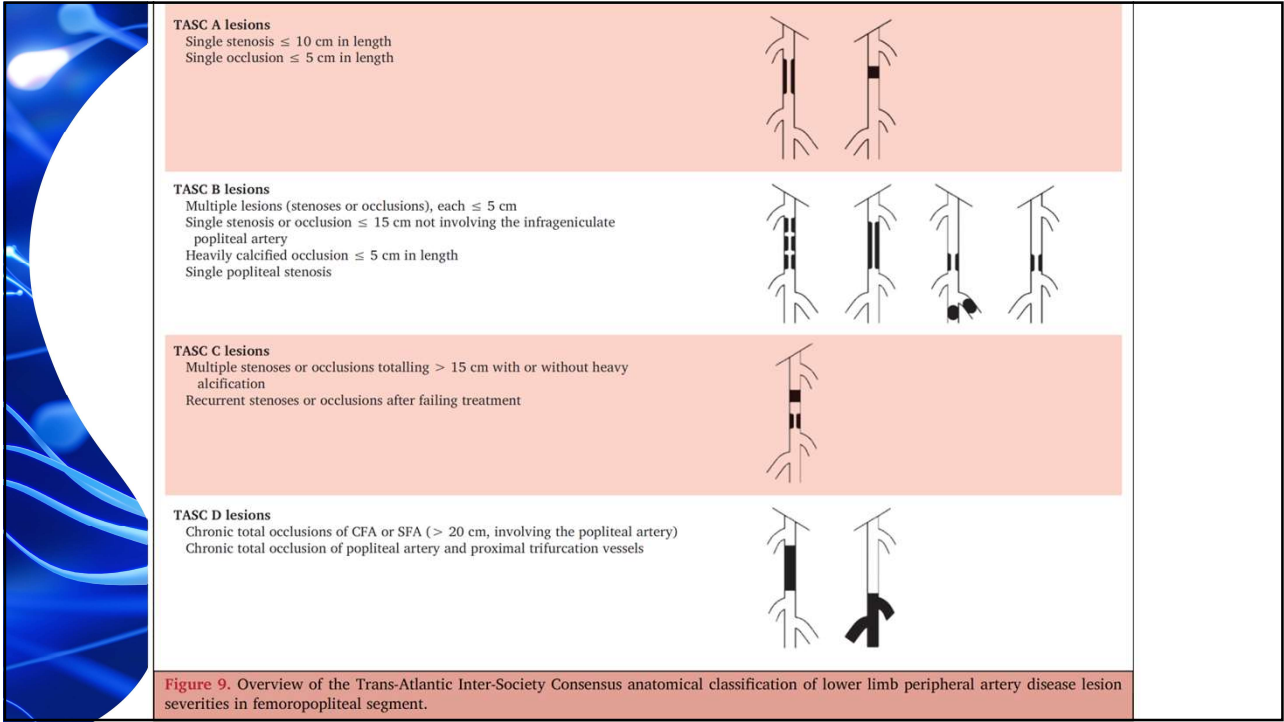 TASC A lesions
Single stenosis ≤ 10 cm in length
Single occlusion ≤ 5 cm in length
TASC B lesions
Multiple lesions (stenoses or occlusions), each ≤ 5 cm
Single stenosis or occlusion ≤ 15 cm not involving the infrageniculate
popliteal artery
Heavily calcified occlusion ≤ 5 cm in length
Single popliteal stenosis
TASC C lesions
Multiple stenoses or occlusions totalling > 15 cm with or without heavy
alcification
Recurrent stenoses or occlusions after failing treatment
TASC D lesions
Chronic total occlusions of CFA or SFA (> 20 cm, involving the popliteal artery)
Chronic total occlusion of popliteal artery and proximal trifurcation vessels
Figure 9. Overview of the Trans-Atlantic Inter-Society Consensus anatomical classification of lower limb peripheral artery disease lesion
severities in femoropopliteal segment.